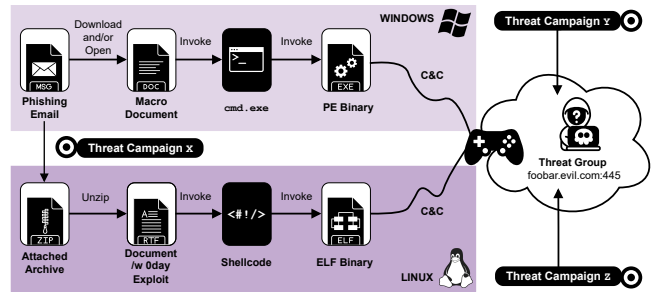 WINDOWS
Download
and/or
Open
Invoke
Invoke
MSG
DOC
>_
EXE
Phishing
Email
Macro
Document
cmd.exe
PE Binary
C&C
Threat Campaign X
Unzip
Invoke
Invoke
ZIP
RTF
<#!/>
ELF
Attached
Archive
Document
/w 0day
Exploit
Shellcode
ELF Binary
C&C
LINUX
Threat Campaign Y
?
Threat Group
foobar.evil.com:445
Threat Campaign Z